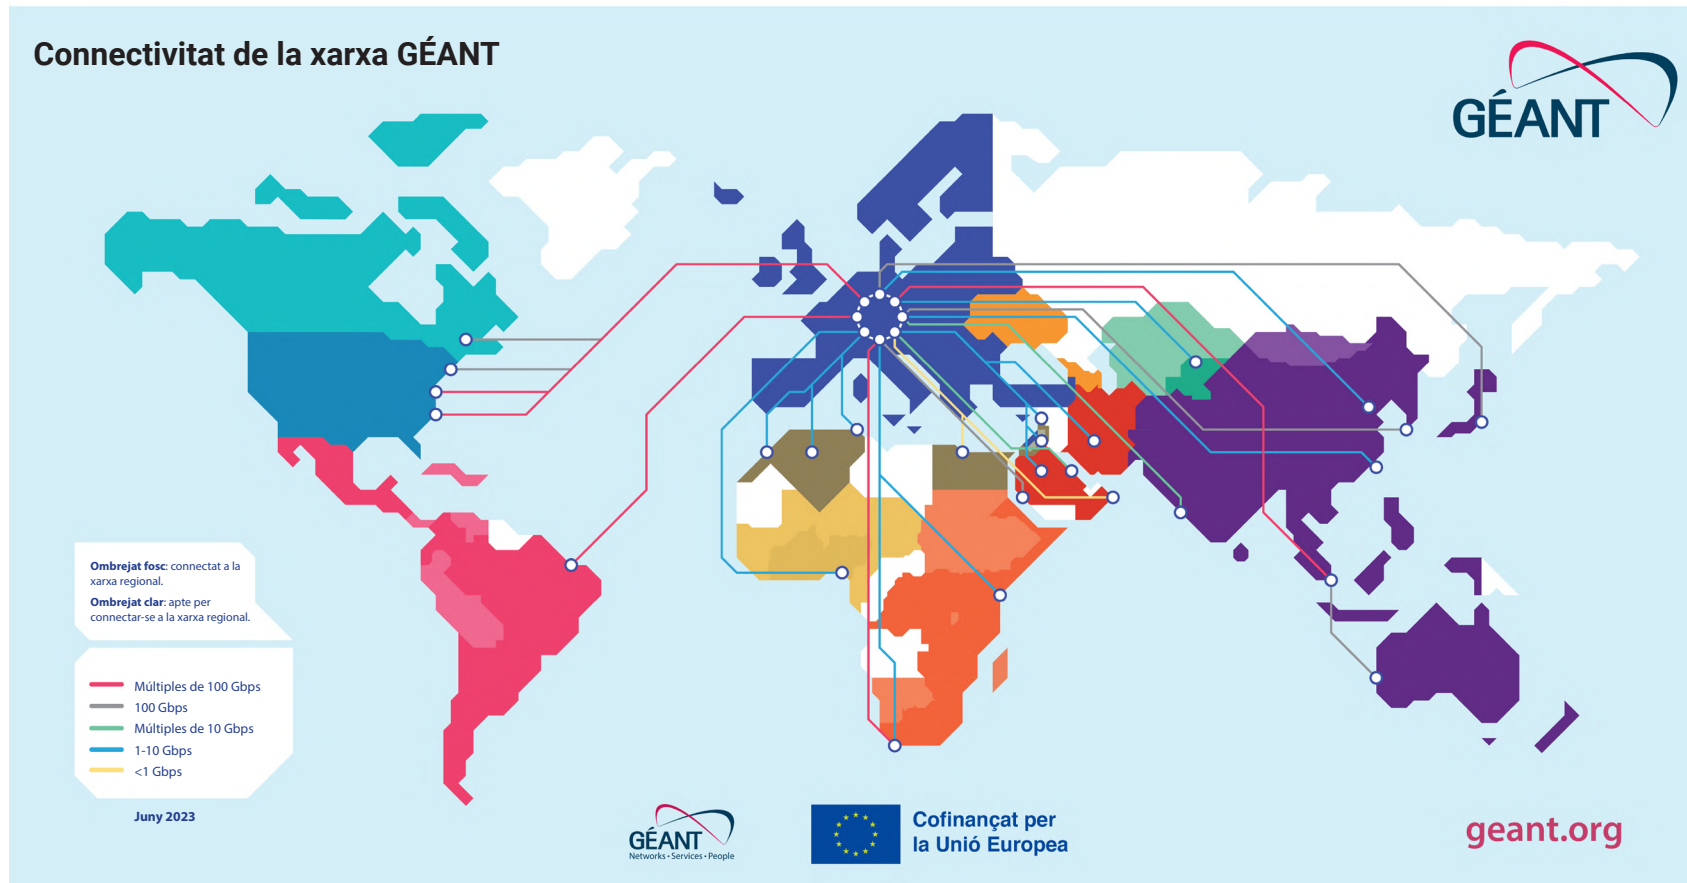 Connectivitat de la xarxa GÉANT
GÉANT
Ombrejat fosc: connectat a la
xarxa regional.
Ombrejat clar: apte per
connectar-se a la xarxa regional.
Múltiples de 100 Gbps
100 Gbps
Múltiples de 10 Gbps
1-10 Gbps
<1 Gbps
Juny 2023
GÉANT
Networks • Services • People
Cofinançat per
la Unió Europea
geant.org